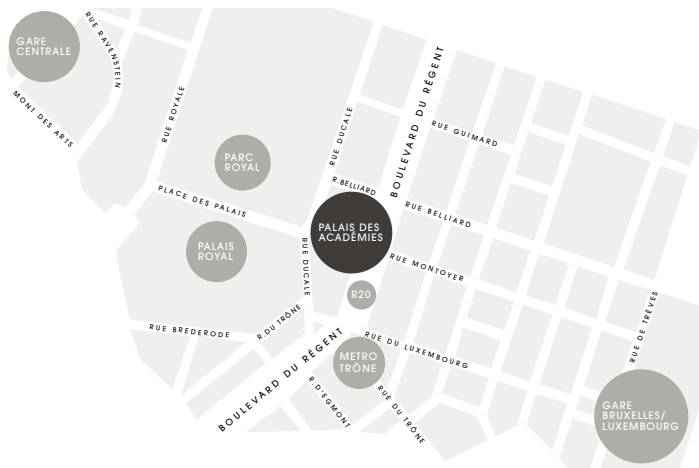 GARE
CENTRALE
RUE RAVENSTEIN
MONT DES ARTS
RUE ROYALE
PARC
ROYAL
RUE DUCALE
BOULEVARD DU RÉGENT
RUE GUIMARD
R.BELLIARD
PLACE DES PALAIS
RUE BELLIARD
PALAIS DES
ACADÉMIES
PALAIS
ROYAL
RUE DUCALE
RUE MONTOYER
R20
RUE DE TRÈVES
R DU TRÔNE
RUE BREDERODE
BOULEVARD DU RÉGENT
RUE DU LUXEMBOURG
METRO
TRÔNE
R. D'EGMONT
RUE DU TRÔNE
GARE
BRUXELLES/
LUXEMBOURG